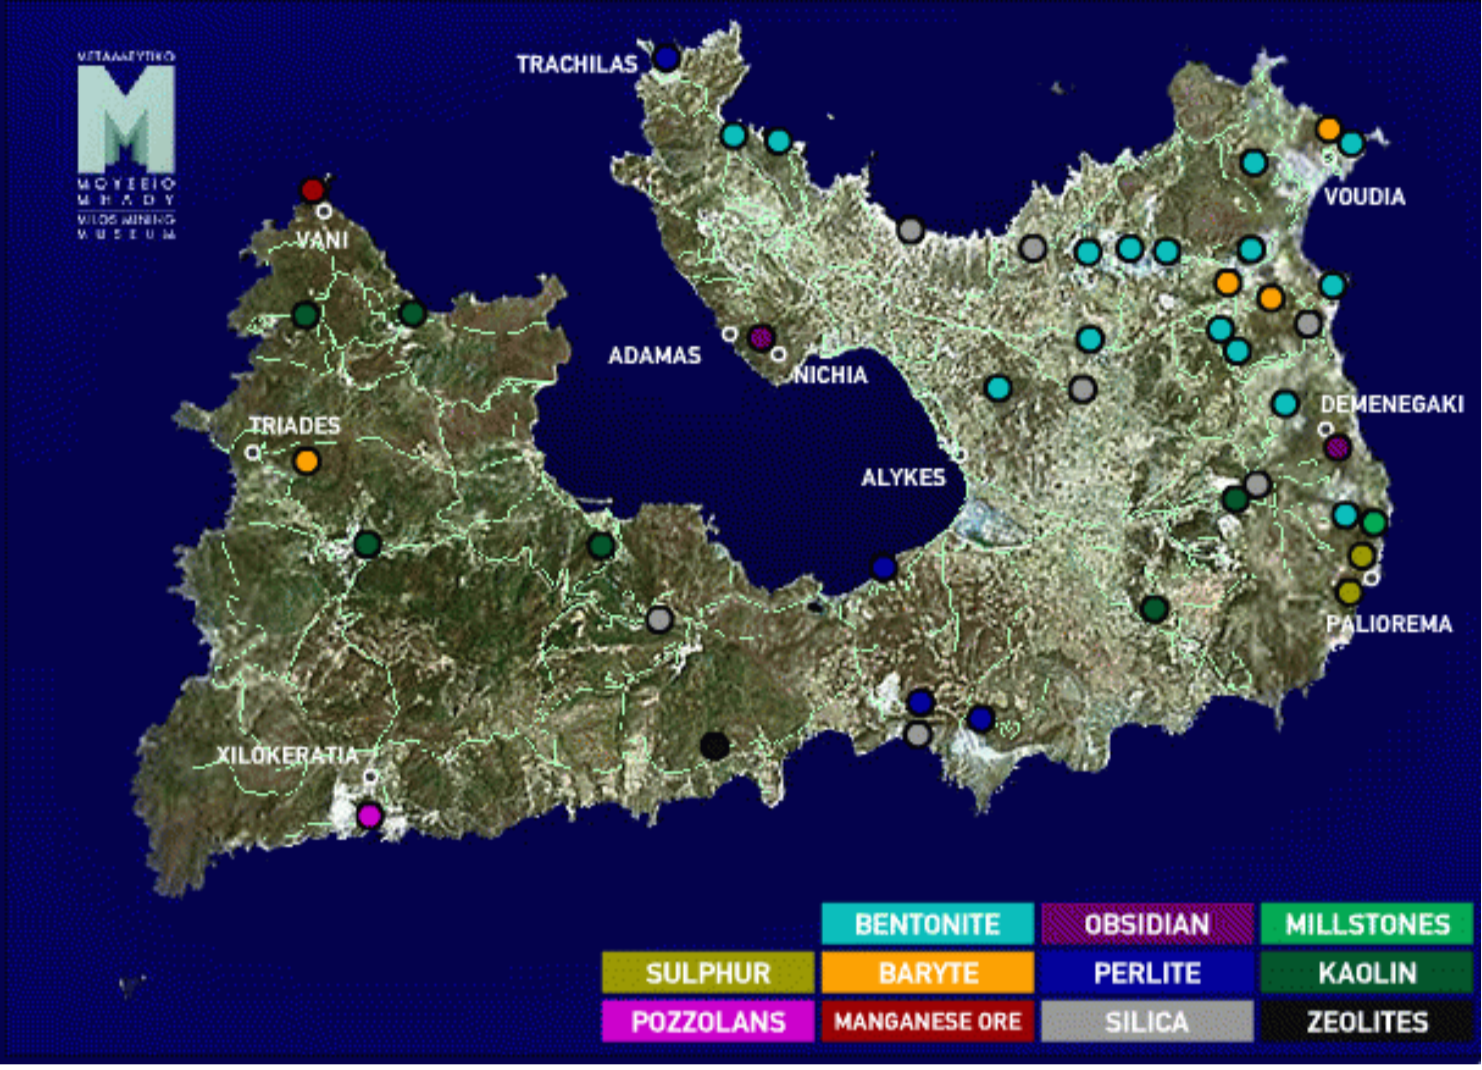 ΜΕΤΑΛΛΕΥΤΙΚΟ
M
ΜΟΥΣΕΙΟ
ΜΗΛΟΥ
MILOS MINING
MUSEUM
TRACHILAS
VOUDIA
VANI
ADAMAS
NICHIA
DEMENEGAKI
TRIADES
ALYKES
PALIOREMA
XILOKERATIA
BENTONITE OBSIDIAN MILLSTONES
SULPHUR BARYTE PERLITE KAOLIN
POZZOLANS MANGANESE ORE SILICA ZEOLITES